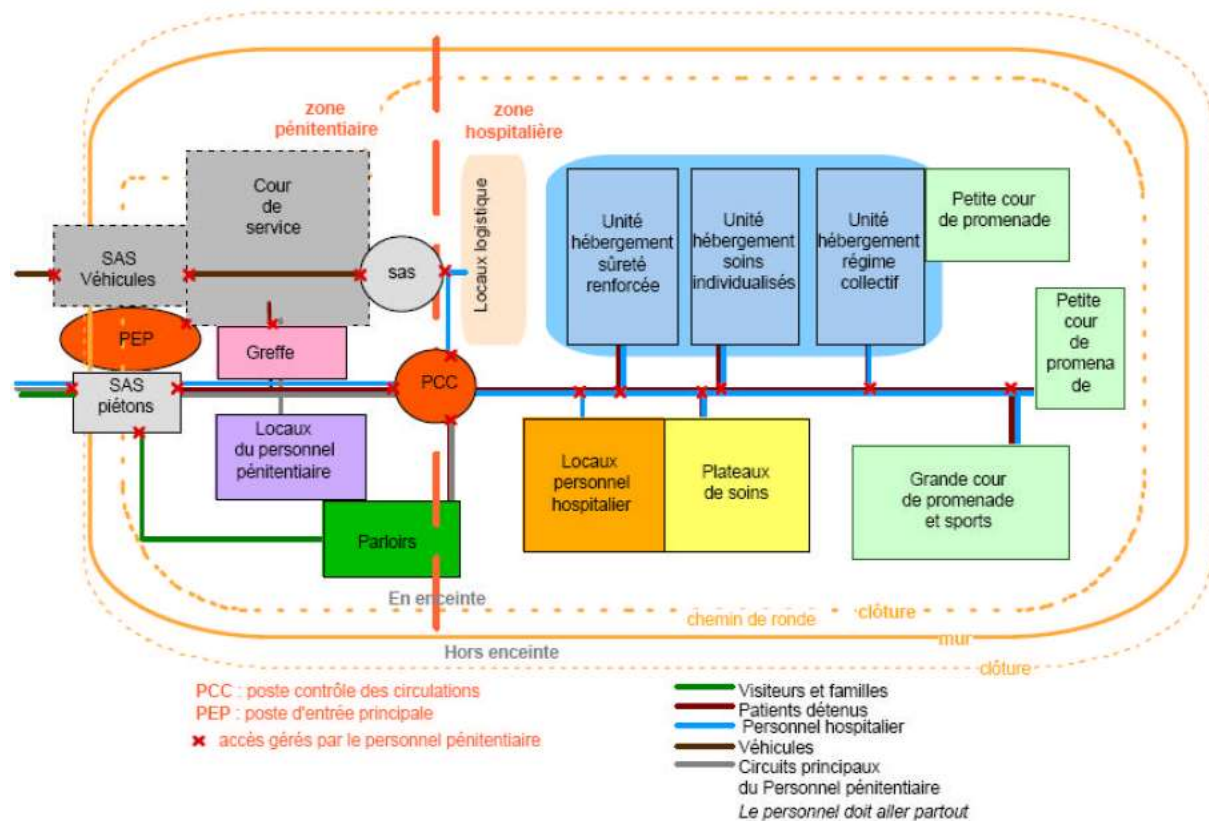 zone
pénitentiaire
zone
hospitalière
Cour
de
service
SAS
Véhicules
sas
Locaux logistique
Unité
hébergement
sûreté
renforcée
Unité
hébergement
soins
individualisés
Unité
hébergement
régime
collectif
Petite cour
de promenade
PEP
Greffe
SAS
piétons
PCC
Petite
cour
de
promena
de
Locaux
du personnel
pénitentiaire
Locaux
personnel
hospitalier
Plateaux
de soins
Grande cour
de promenade
et sports
Parloirs
En enceinte
chemin de ronde
clôture
mur
clôture
Hors enceinte
PCC : poste contrôle des circulations
PEP : poste d'entrée principale
accès gérés par le personnel pénitentiaire
Visiteurs et familles
Patients détenus
Personnel hospitalier
Véhicules
Circuits principaux
du Personnel pénitentiaire
Le personnel doit aller partout